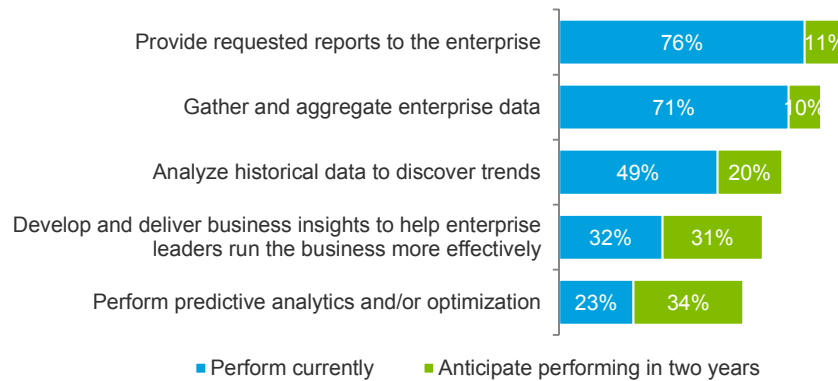 Provide requested reports to the enterprise 76% 11%
Gather and aggregate enterprise data 71% 10%
Analyze historical data to discover trends 49% 20%
Develop and deliver business insights to help enterprise
leaders run the business more effectively 32% 31%
Perform predictive analytics and/or optimization 23% 34%
Perform currently Anticipate performing in two years